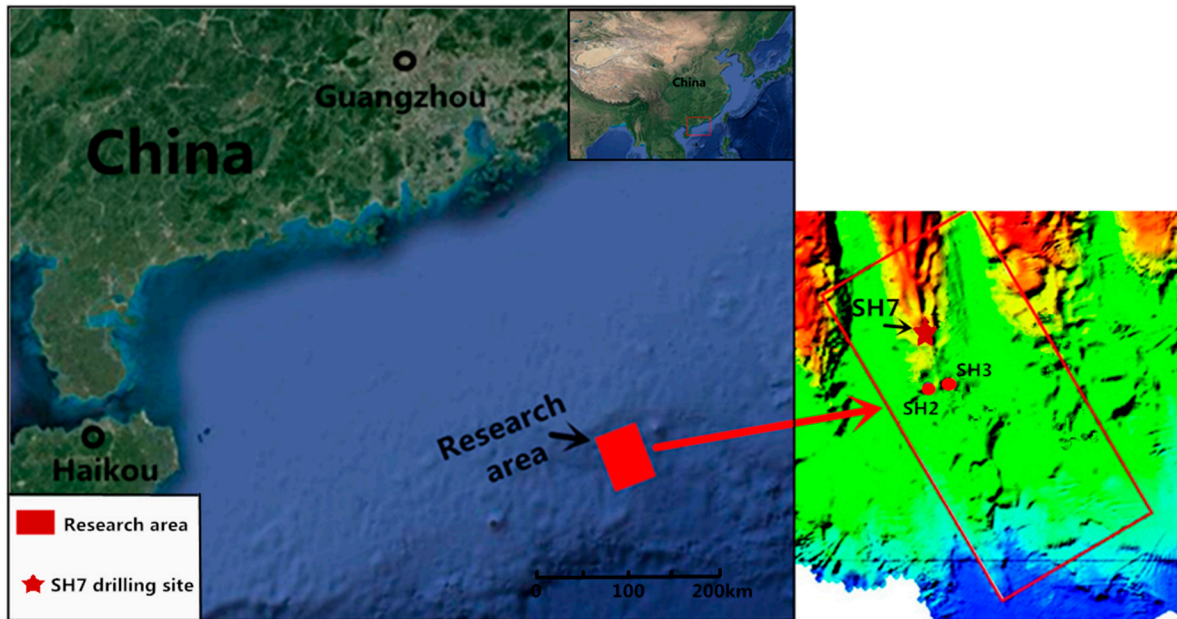 Guangzhou
China
China
SH7
SH3
SH2
Research
area
Haikou
Research area
SH7 drilling site
0 100 200km